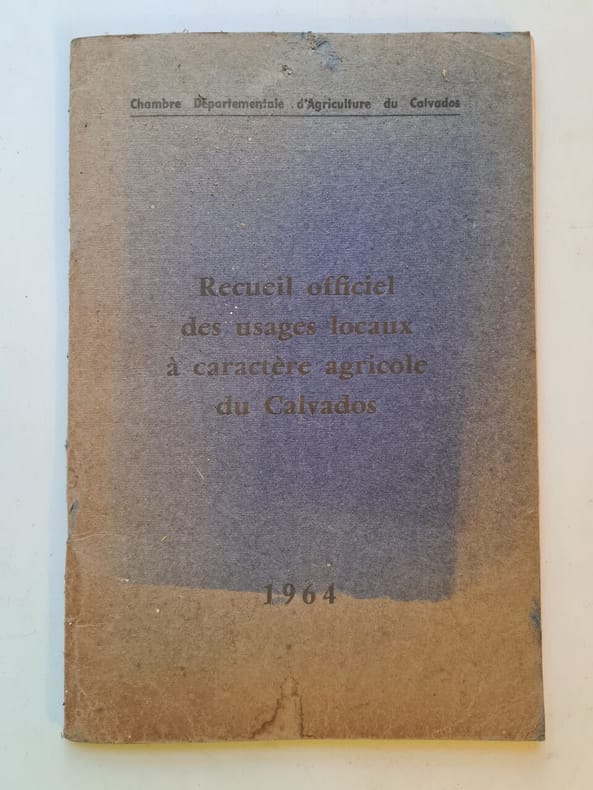 Chambre Départementale d'Agriculture du Calvados
Recueil officiel
des usages locaux
à caractère agricole
du Calvados
1964